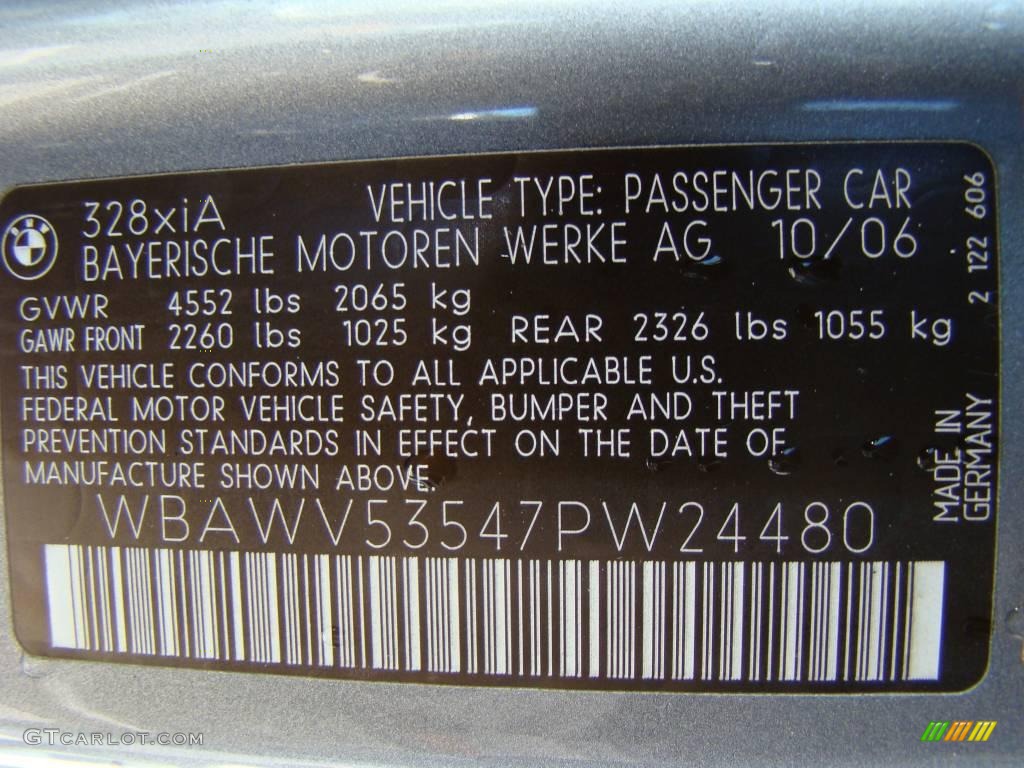 328xiA VEHICLE TYPE: PASSENGER CAR
BAYERISCHE MOTOREN WERKE AG 10/06
GVWR 4552 lbs 2065 kg
GAWR FRONT 2260 lbs 1025 kg REAR 2326 lbs 1055 kg
THIS VEHICLE CONFORMS TO ALL APPLICABLE U.S.
FEDERAL MOTOR VEHICLE SAFETY, BUMPER AND THEFT
PREVENTION STANDARDS IN EFFECT ON THE DATE OF
MANUFACTURE SHOWN ABOVE.
WBAWV53547PW24480
2 122 606
MADE IN
GERMANY
GTCARLOT.COM